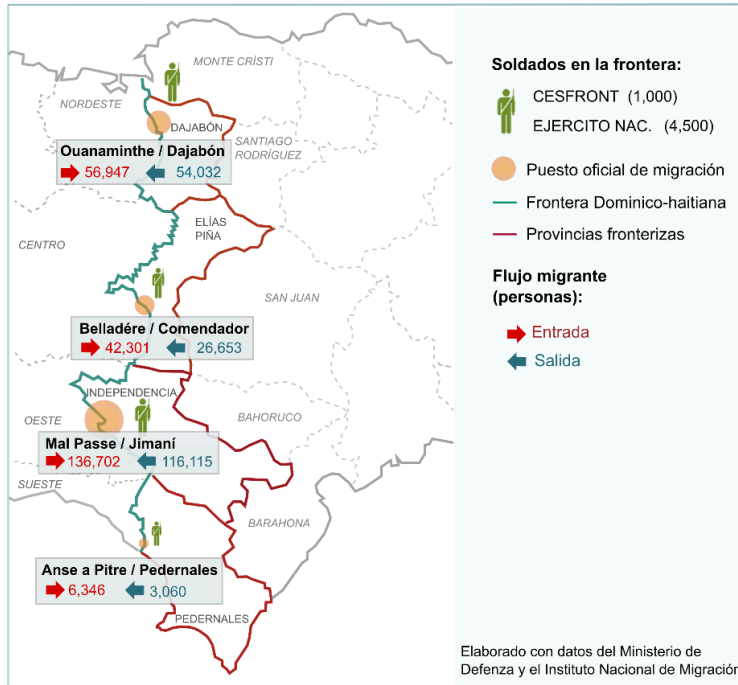 MONTE CRÍSTI
NORDESTE
DAJABÓN
SANTIAGO
RODRÍGUEZ
Ouanaminthe / Dajabón
56,947 54,032
ELÍAS
PIÑA
CENTRO
SAN JUAN
Belladére / Comendador
42,301 26,653
INDEPENDENCIA
OESTE
BAHORUCO
Mal Passe / Jimaní
136,702 116,115
SUESTE
BARAHONA
Anse a Pitre / Pedernales
6,346 3,060
PEDERNALES
Soldados en la frontera:
CESFRONT (1,000)
EJERCITO NAC. (4,500)
Puesto oficial de migración
Frontera Dominico-haitiana
Provincias fronterizas
Flujo migrante
(personas):
Entrada
Salida
Elaborado con datos del Ministerio de
Defenza y el Instituto Nacional de Migración